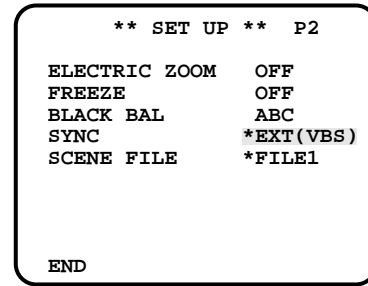 ** SET UP ** P2
ELECTRIC ZOOM OFF
FREEZE OFF
BLACK BAL ABC
SYNC *EXT(VBS)
SCENE FILE *FILE1
END